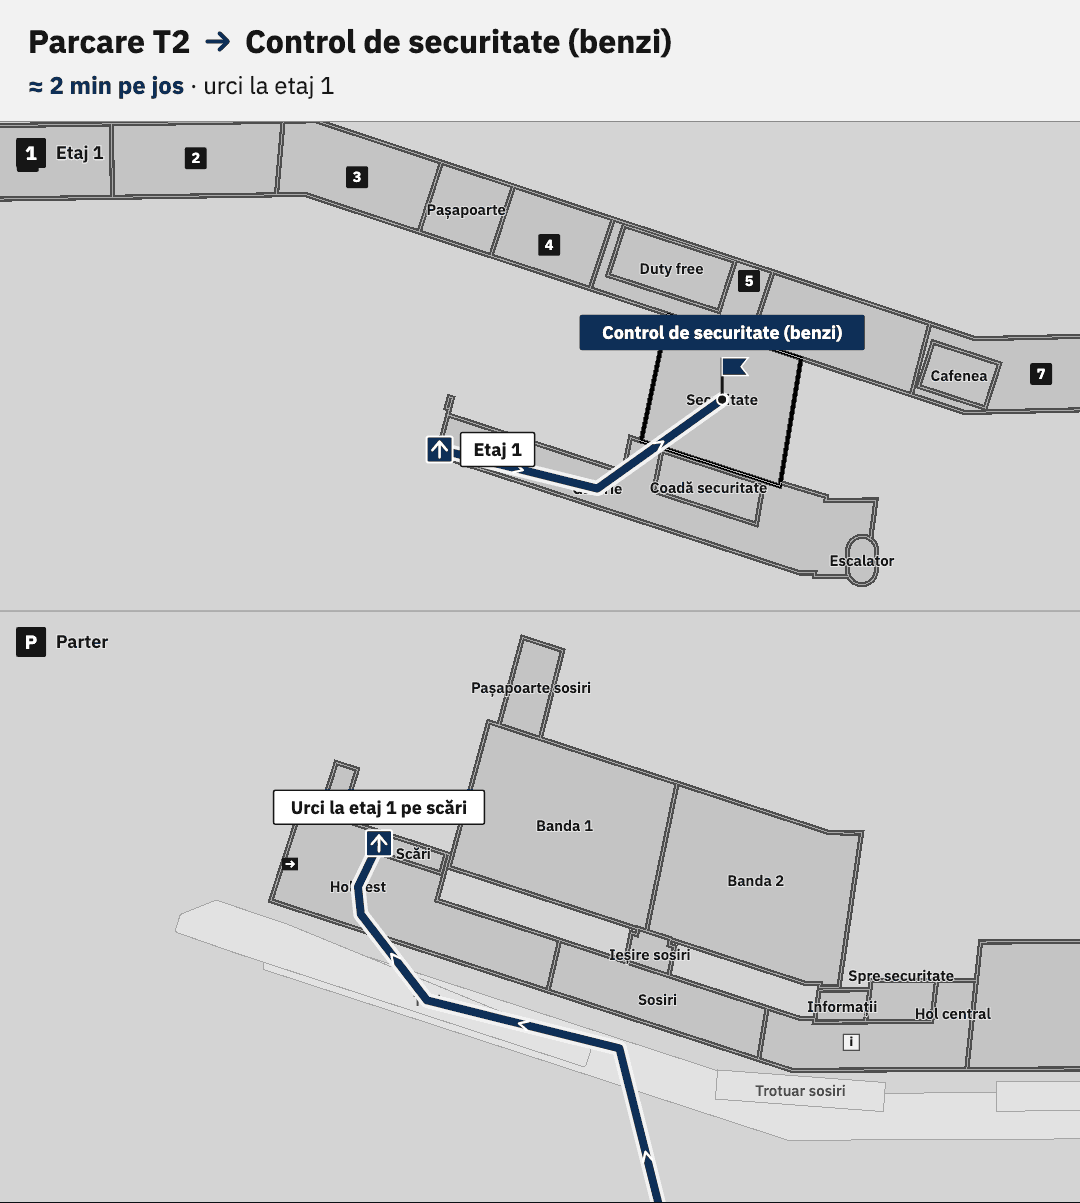 Parcare T2 → Control de securitate (benzi)
≈ 2 min pe jos · urci la etaj 1
1 Etaj 1
2
3
Pașapoarte
4
Duty free
5
Control de securitate (benzi)
Cafenea
7
Securitate
Etaj 1
Coadă securitate
Escalator
P Parter
Pașapoarte sosiri
Urci la etaj 1 pe scări
Banda 1
Scări
Banda 2
Hol vest
Ieșire sosiri
Spre securitate
Sosiri
Informații
Hol central
i
Trotuar sosiri